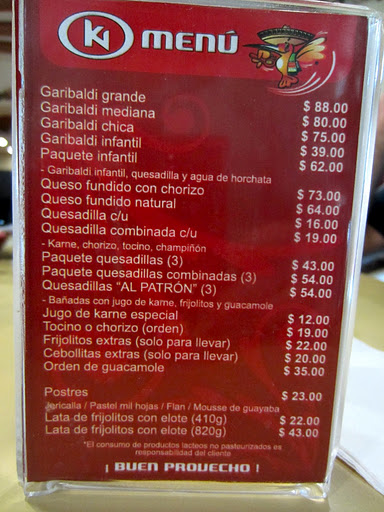 K MENÚ
Garibaldi grande $ 88.00
Garibaldi mediana $ 80.00
Garibaldi chica $ 75.00
Garibaldi infantil $ 39.00
Paquete infantil $ 62.00
- Garibaldi infantil, quesadilla y agua de horchata
Queso fundido con chorizo $ 73.00
Queso fundido natural $ 64.00
Quesadilla c/u $ 16.00
Quesadilla combinada c/u $ 19.00
- Karne, chorizo, tocino, champiñón
Paquete quesadillas (3) $ 43.00
Paquete quesadillas combinadas (3) $ 54.00
Quesadillas "AL PATRÓN" (3) $ 54.00
- Bañadas con jugo de karne, frijolitos y guacamole
Jugo de karne especial $ 12.00
Tocino o chorizo (orden) $ 19.00
Frijolitos extras (solo para llevar) $ 22.00
Cebollitas extras (solo para llevar) $ 20.00
Orden de guacamole $ 35.00
Postres $ 23.00
Jericalla / Pastel mil hojas / Flan / Mousse de guayaba
Lata de frijolitos con elote (410g) $ 22.00
Lata de frijolitos con elote (820g) $ 43.00
*El consumo de productos lacteos no pasteurizados es
responsabilidad del cliente
¡ BUEN PROVECHO !